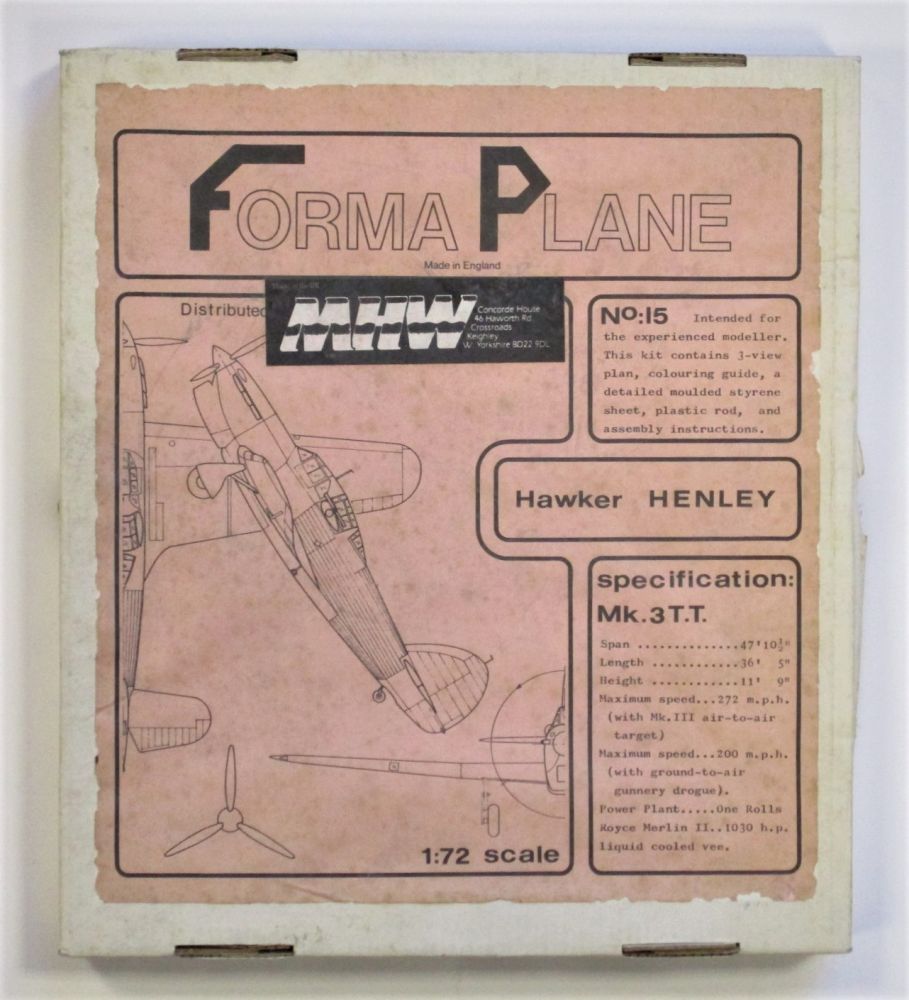 FORMA PLANE
Made in England
Distributed
Made in the UK
MHW
Concorde House
46 Haworth Rd
Crossroads
Keighley
W. Yorkshire BD22 9DL
No:15 Intended for
the experienced modeller.
This kit contains 3-view
plan, colouring guide, a
detailed moulded styrene
sheet, plastic rod, and
assembly instructions.
Hawker HENLEY
specification:
Mk.3T.T.
Span ..............47'10½"
Length ............36' 5"
Height ............11' 9"
Maximum speed...272 m.p.h.
(with Mk.III air-to-air
target)
Maximum speed...200 m.p.h.
(with ground-to-air
gunnery drogue).
Power Plant.....One Rolls
Royce Merlin II..1030 h.p.
liquid cooled vee.
1:72 scale